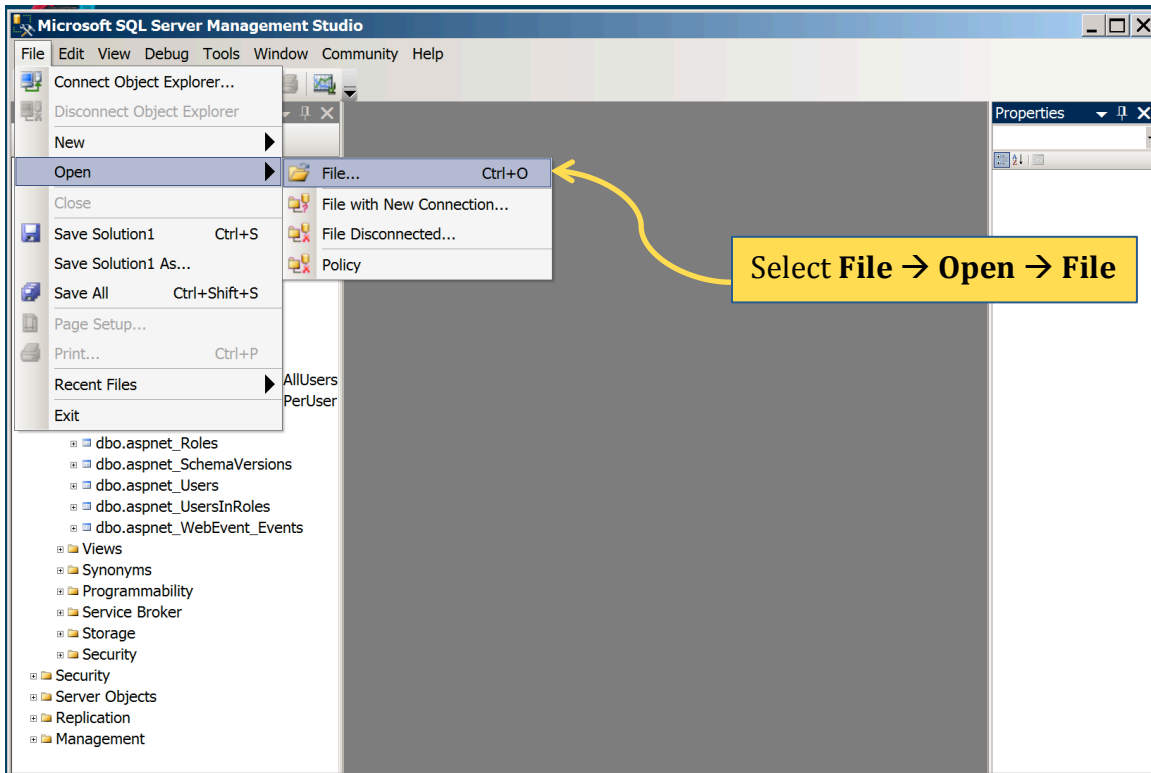 Microsoft SQL Server Management Studio
File Edit View Debug Tools Window Community Help
Connect Object Explorer...
Disconnect Object Explorer
New
Open
Close
Save Solution1 Ctrl+S
Save Solution1 As...
Save All Ctrl+Shift+S
Page Setup...
Print... Ctrl+P
Recent Files
Exit
File... Ctrl+O
File with New Connection...
File Disconnected...
Policy
Select File → Open → File
Properties
AllUsers
PerUser
dbo.aspnet_Roles
dbo.aspnet_SchemaVersions
dbo.aspnet_Users
dbo.aspnet_UsersInRoles
dbo.aspnet_WebEvent_Events
Views
Synonyms
Programmability
Service Broker
Storage
Security
Security
Server Objects
Replication
Management